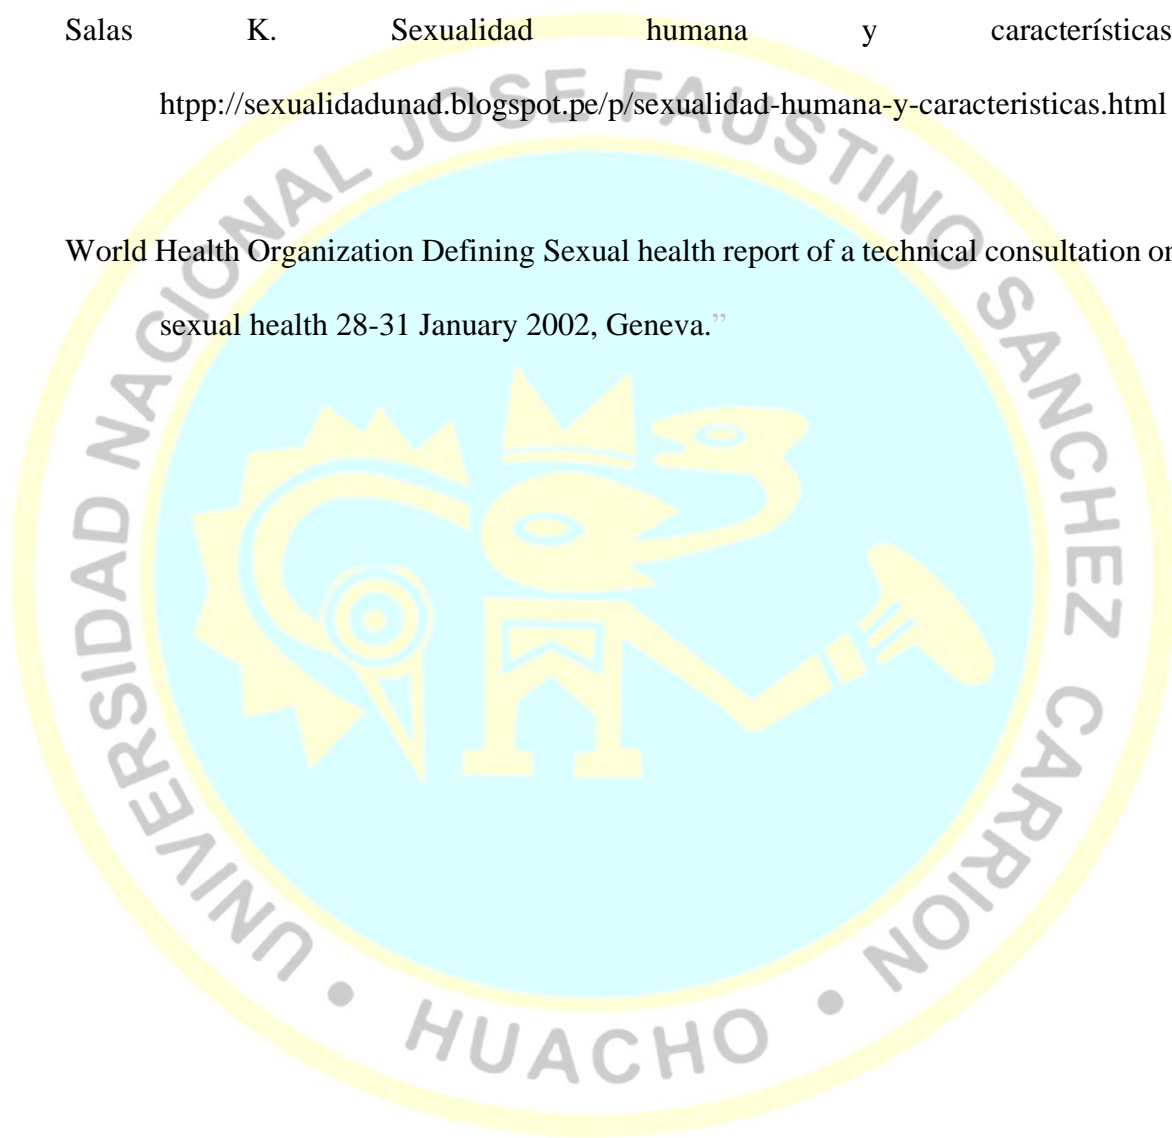 Salas K. Sexualidad humana y características
htpp://sexualidadunad.blogspot.pe/p/sexualidad-humana-y-caracteristicas.html
World Health Organization Defining Sexual health report of a technical consultation on
sexual health 28-31 January 2002, Geneva.”
UNIVERSIDAD NACIONAL JOSE FAUSTINO SANCHEZ CARRION • HUACHO •